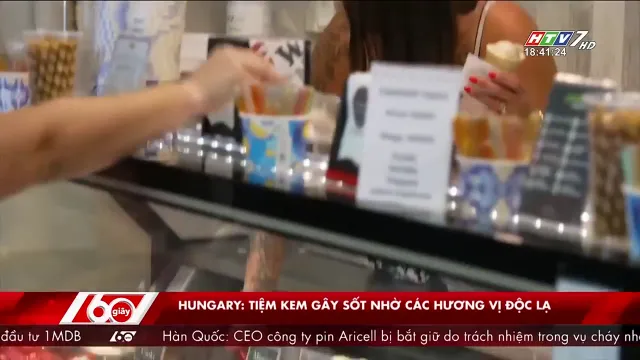 HTV7 HD
18:41:24
60 giây
HUNGARY: TIỆM KEM GÂY SỐT NHỜ CÁC HƯƠNG VỊ ĐỘC LẠ
đầu tư 1MDB 60 Hàn Quốc: CEO công ty pin Aricell bị bắt giữ do trách nhiệm trong vụ cháy nh